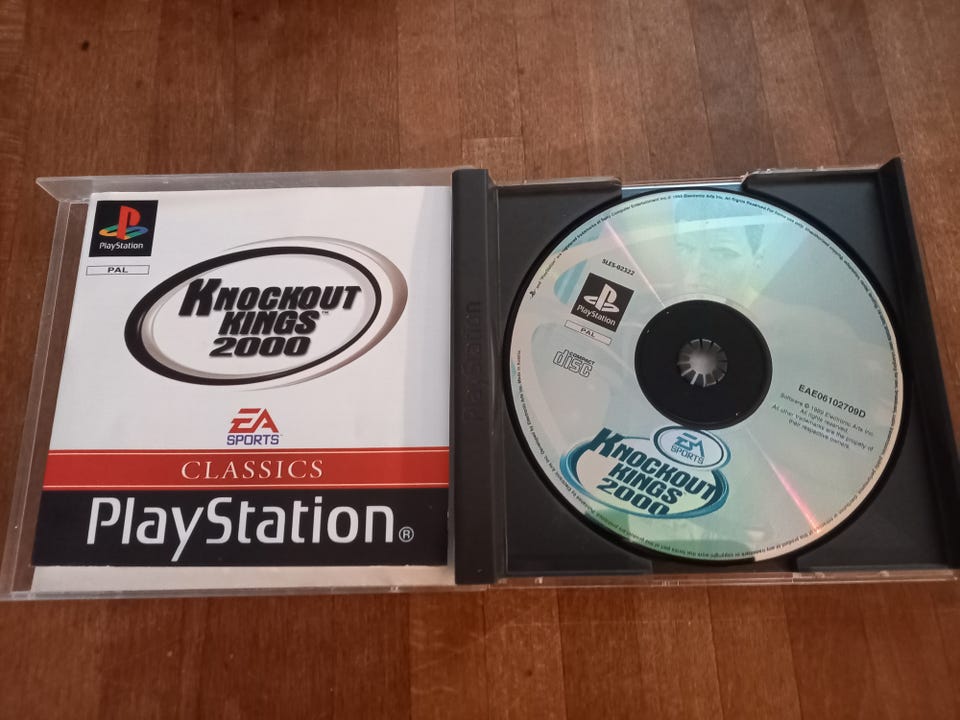 PlayStation
PAL
KNOCKOUT
KINGS™
2000
EA
SPORTS™
CLASSICS
PlayStation®
PlayStation
SLES-02322
PlayStation
PAL
COMPACT
disc
EAE06102709D
Software © 1999 Electronic Arts Inc.
All rights reserved.
All other trademarks are the property of
their respective owners.
EA
SPORTS
KNOCKOUT
KINGS
2000